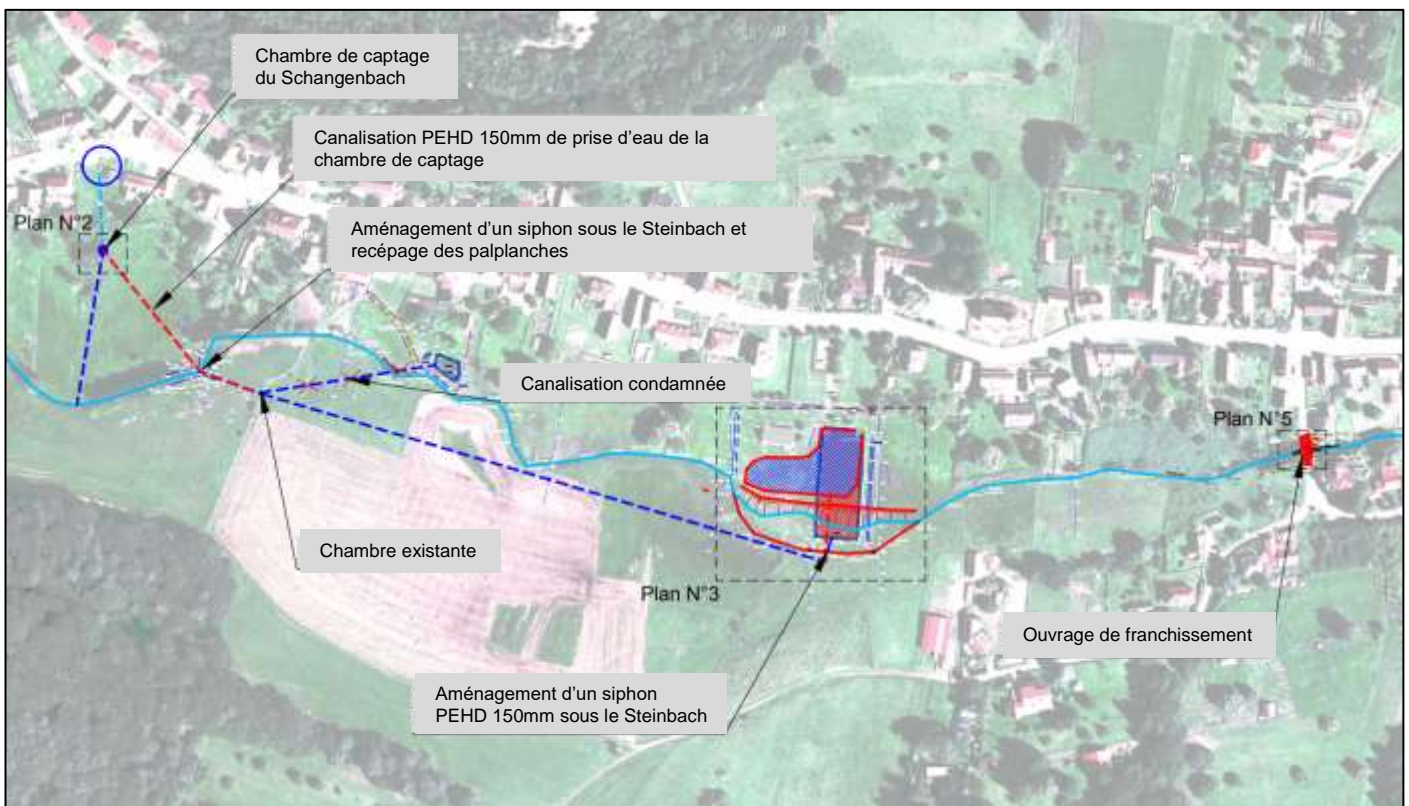 Chambre de captage
du Schangenbach
Canalisation PEHD 150mm de prise d'eau de la
chambre de captage
Plan N°2
Aménagement d'un siphon sous le Steinbach et
recépage des palplanches
Canalisation condamnée
Plan N°5
Chambre existante
Plan N°3
Ouvrage de franchissement
Aménagement d'un siphon
PEHD 150mm sous le Steinbach